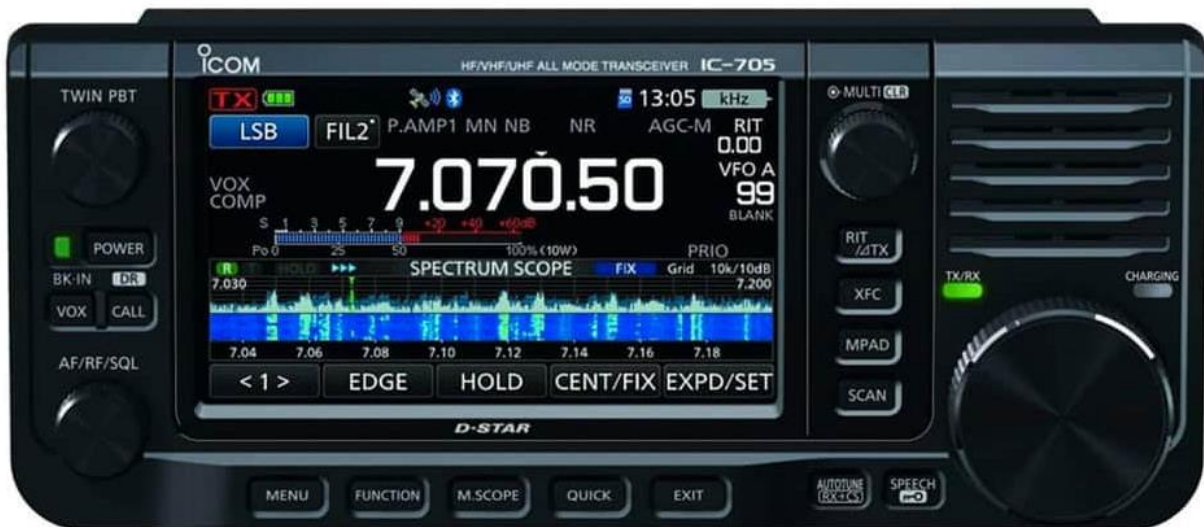 ICOM
HF/VHF/UHF ALL MODE TRANSCEIVER IC-705
TWIN PBT
MULTI CLR
TX
SD 13:05 kHz
LSB FIL2 P.AMP1 MN NB NR AGC-M RIT
0.00
7.070.50
VFO A
99
BLANK
VOX
COMP
S 1 3 5 7 9 +20 +40 +60dB
Po 0 25 50 100% (10W)
PRIO
R T HOLD SPECTRUM SCOPE FIX Grid 10k/10dB
7.030 7.200
7.04 7.06 7.08 7.10 7.12 7.14 7.16 7.18
< 1 > EDGE HOLD CENT/FIX EXPD/SET
D-STAR
POWER
BK-IN DR
VOX CALL
AF/RF/SQL
RIT
/⊿TX
XFC
MPAD
SCAN
TX/RX CHARGING
MENU FUNCTION M.SCOPE QUICK EXIT
AUTOTUNE
RX→CS
SPEECH